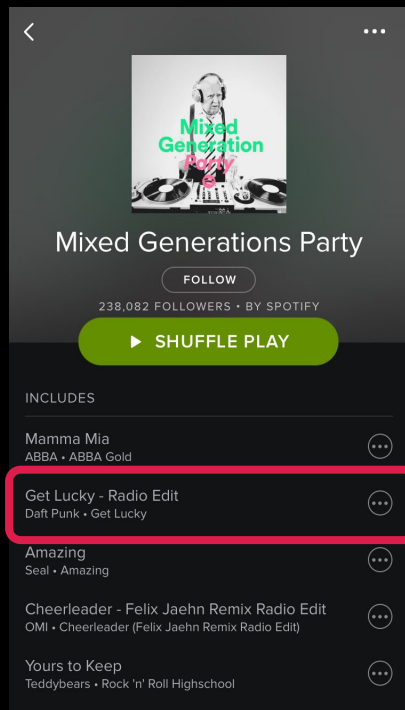 Mixed
Generation
Party
Mixed Generations Party
FOLLOW
238,082 FOLLOWERS • BY SPOTIFY
SHUFFLE PLAY
INCLUDES
Mamma Mia
ABBA • ABBA Gold
Get Lucky - Radio Edit
Daft Punk • Get Lucky
Amazing
Seal • Amazing
Cheerleader - Felix Jaehn Remix Radio Edit
OMI • Cheerleader (Felix Jaehn Remix Radio Edit)
Yours to Keep
Teddybears • Rock 'n' Roll Highschool